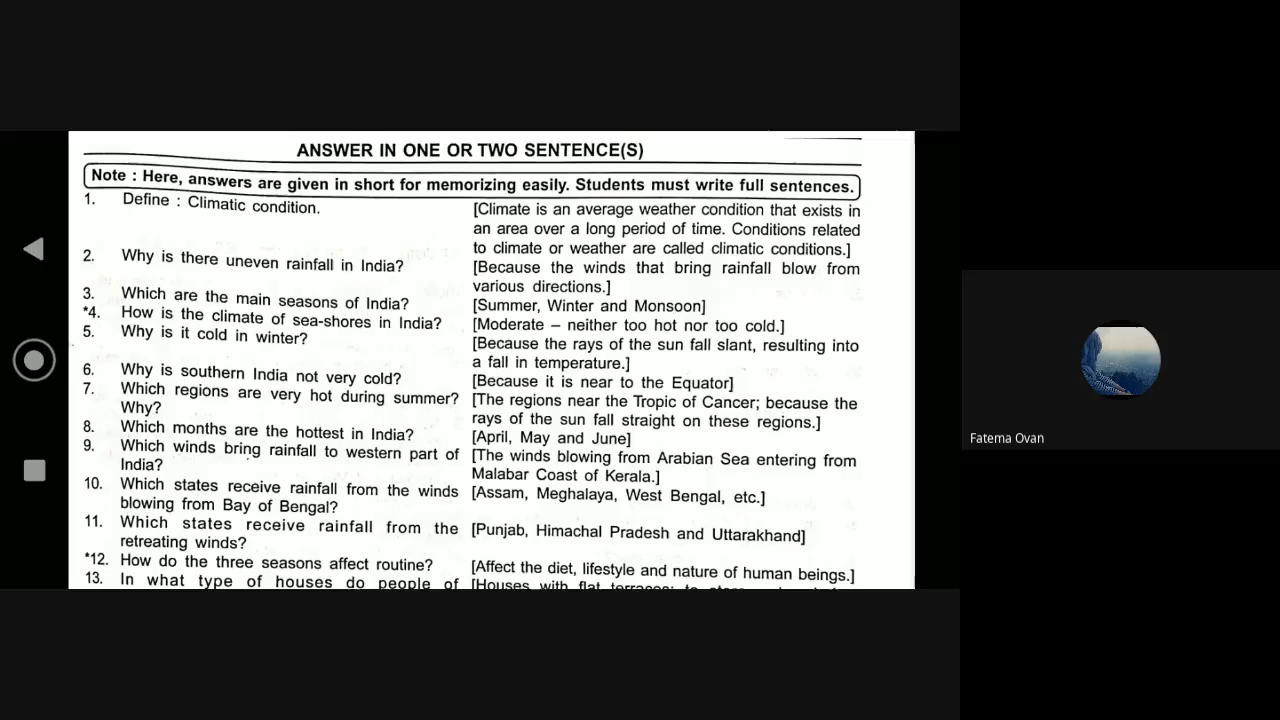 ANSWER IN ONE OR TWO SENTENCE(S)
Note : Here, answers are given in short for memorizing easily. Students must write full sentences.
1. Define : Climatic condition. [Climate is an average weather condition that exists in
an area over a long period of time. Conditions related
to climate or weather are called climatic conditions.]
2. Why is there uneven rainfall in India? [Because the winds that bring rainfall blow from
various directions.]
3. Which are the main seasons of India? [Summer, Winter and Monsoon]
*4. How is the climate of sea-shores in India? [Moderate – neither too hot nor too cold.]
5. Why is it cold in winter? [Because the rays of the sun fall slant, resulting into
a fall in temperature.]
6. Why is southern India not very cold? [Because it is near to the Equator]
7. Which regions are very hot during summer? [The regions near the Tropic of Cancer; because the
Why? rays of the sun fall straight on these regions.]
8. Which months are the hottest in India? [April, May and June]
9. Which winds bring rainfall to western part of [The winds blowing from Arabian Sea entering from
India? Malabar Coast of Kerala.]
10. Which states receive rainfall from the winds [Assam, Meghalaya, West Bengal, etc.]
blowing from Bay of Bengal?
11. Which states receive rainfall from the [Punjab, Himachal Pradesh and Uttarakhand]
retreating winds?
*12. How do the three seasons affect routine? [Affect the diet, lifestyle and nature of human beings.]
13. In what type of houses do people of [Houses with flat terraces; to
Fatema Ovan